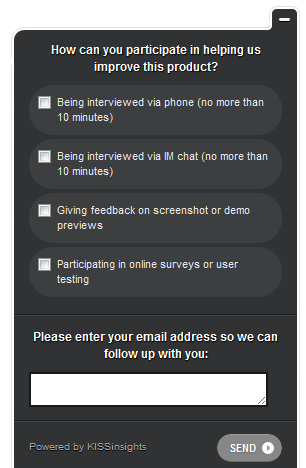 How can you participate in helping us
improve this product?
Being interviewed via phone (no more than
10 minutes)
Being interviewed via IM chat (no more than
10 minutes)
Giving feedback on screenshot or demo
previews
Participating in online surveys or user
testing
Please enter your email address so we can
follow up with you:
Powered by KISSinsights
SEND